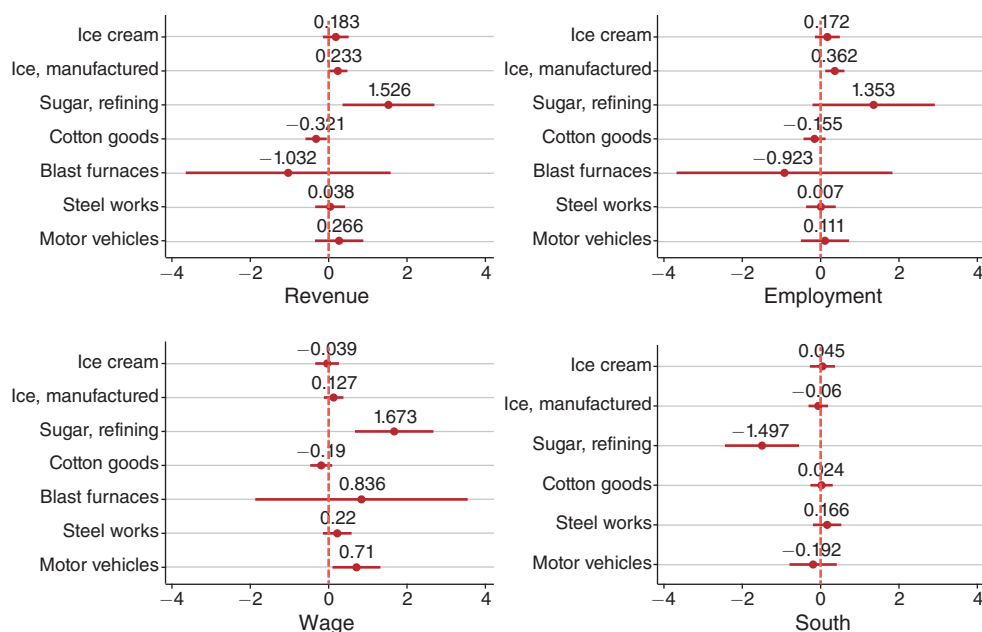 0.183
Ice cream
0.233
Ice, manufactured
1.526
Sugar, refining
−0.321
Cotton goods
−1.032
Blast furnaces
0.038
Steel works
0.266
Motor vehicles
−4 −2 0 2 4
Revenue
0.172
Ice cream
0.362
Ice, manufactured
1.353
Sugar, refining
−0.155
Cotton goods
−0.923
Blast furnaces
0.007
Steel works
0.111
Motor vehicles
−4 −2 0 2 4
Employment
−0.039
Ice cream
0.127
Ice, manufactured
1.673
Sugar, refining
−0.19
Cotton goods
0.836
Blast furnaces
0.22
Steel works
0.71
Motor vehicles
−4 −2 0 2 4
Wage
0.045
Ice cream
−0.06
Ice, manufactured
−1.497
Sugar, refining
0.024
Cotton goods
0.166
Steel works
−0.192
Motor vehicles
−4 −2 0 2 4
South